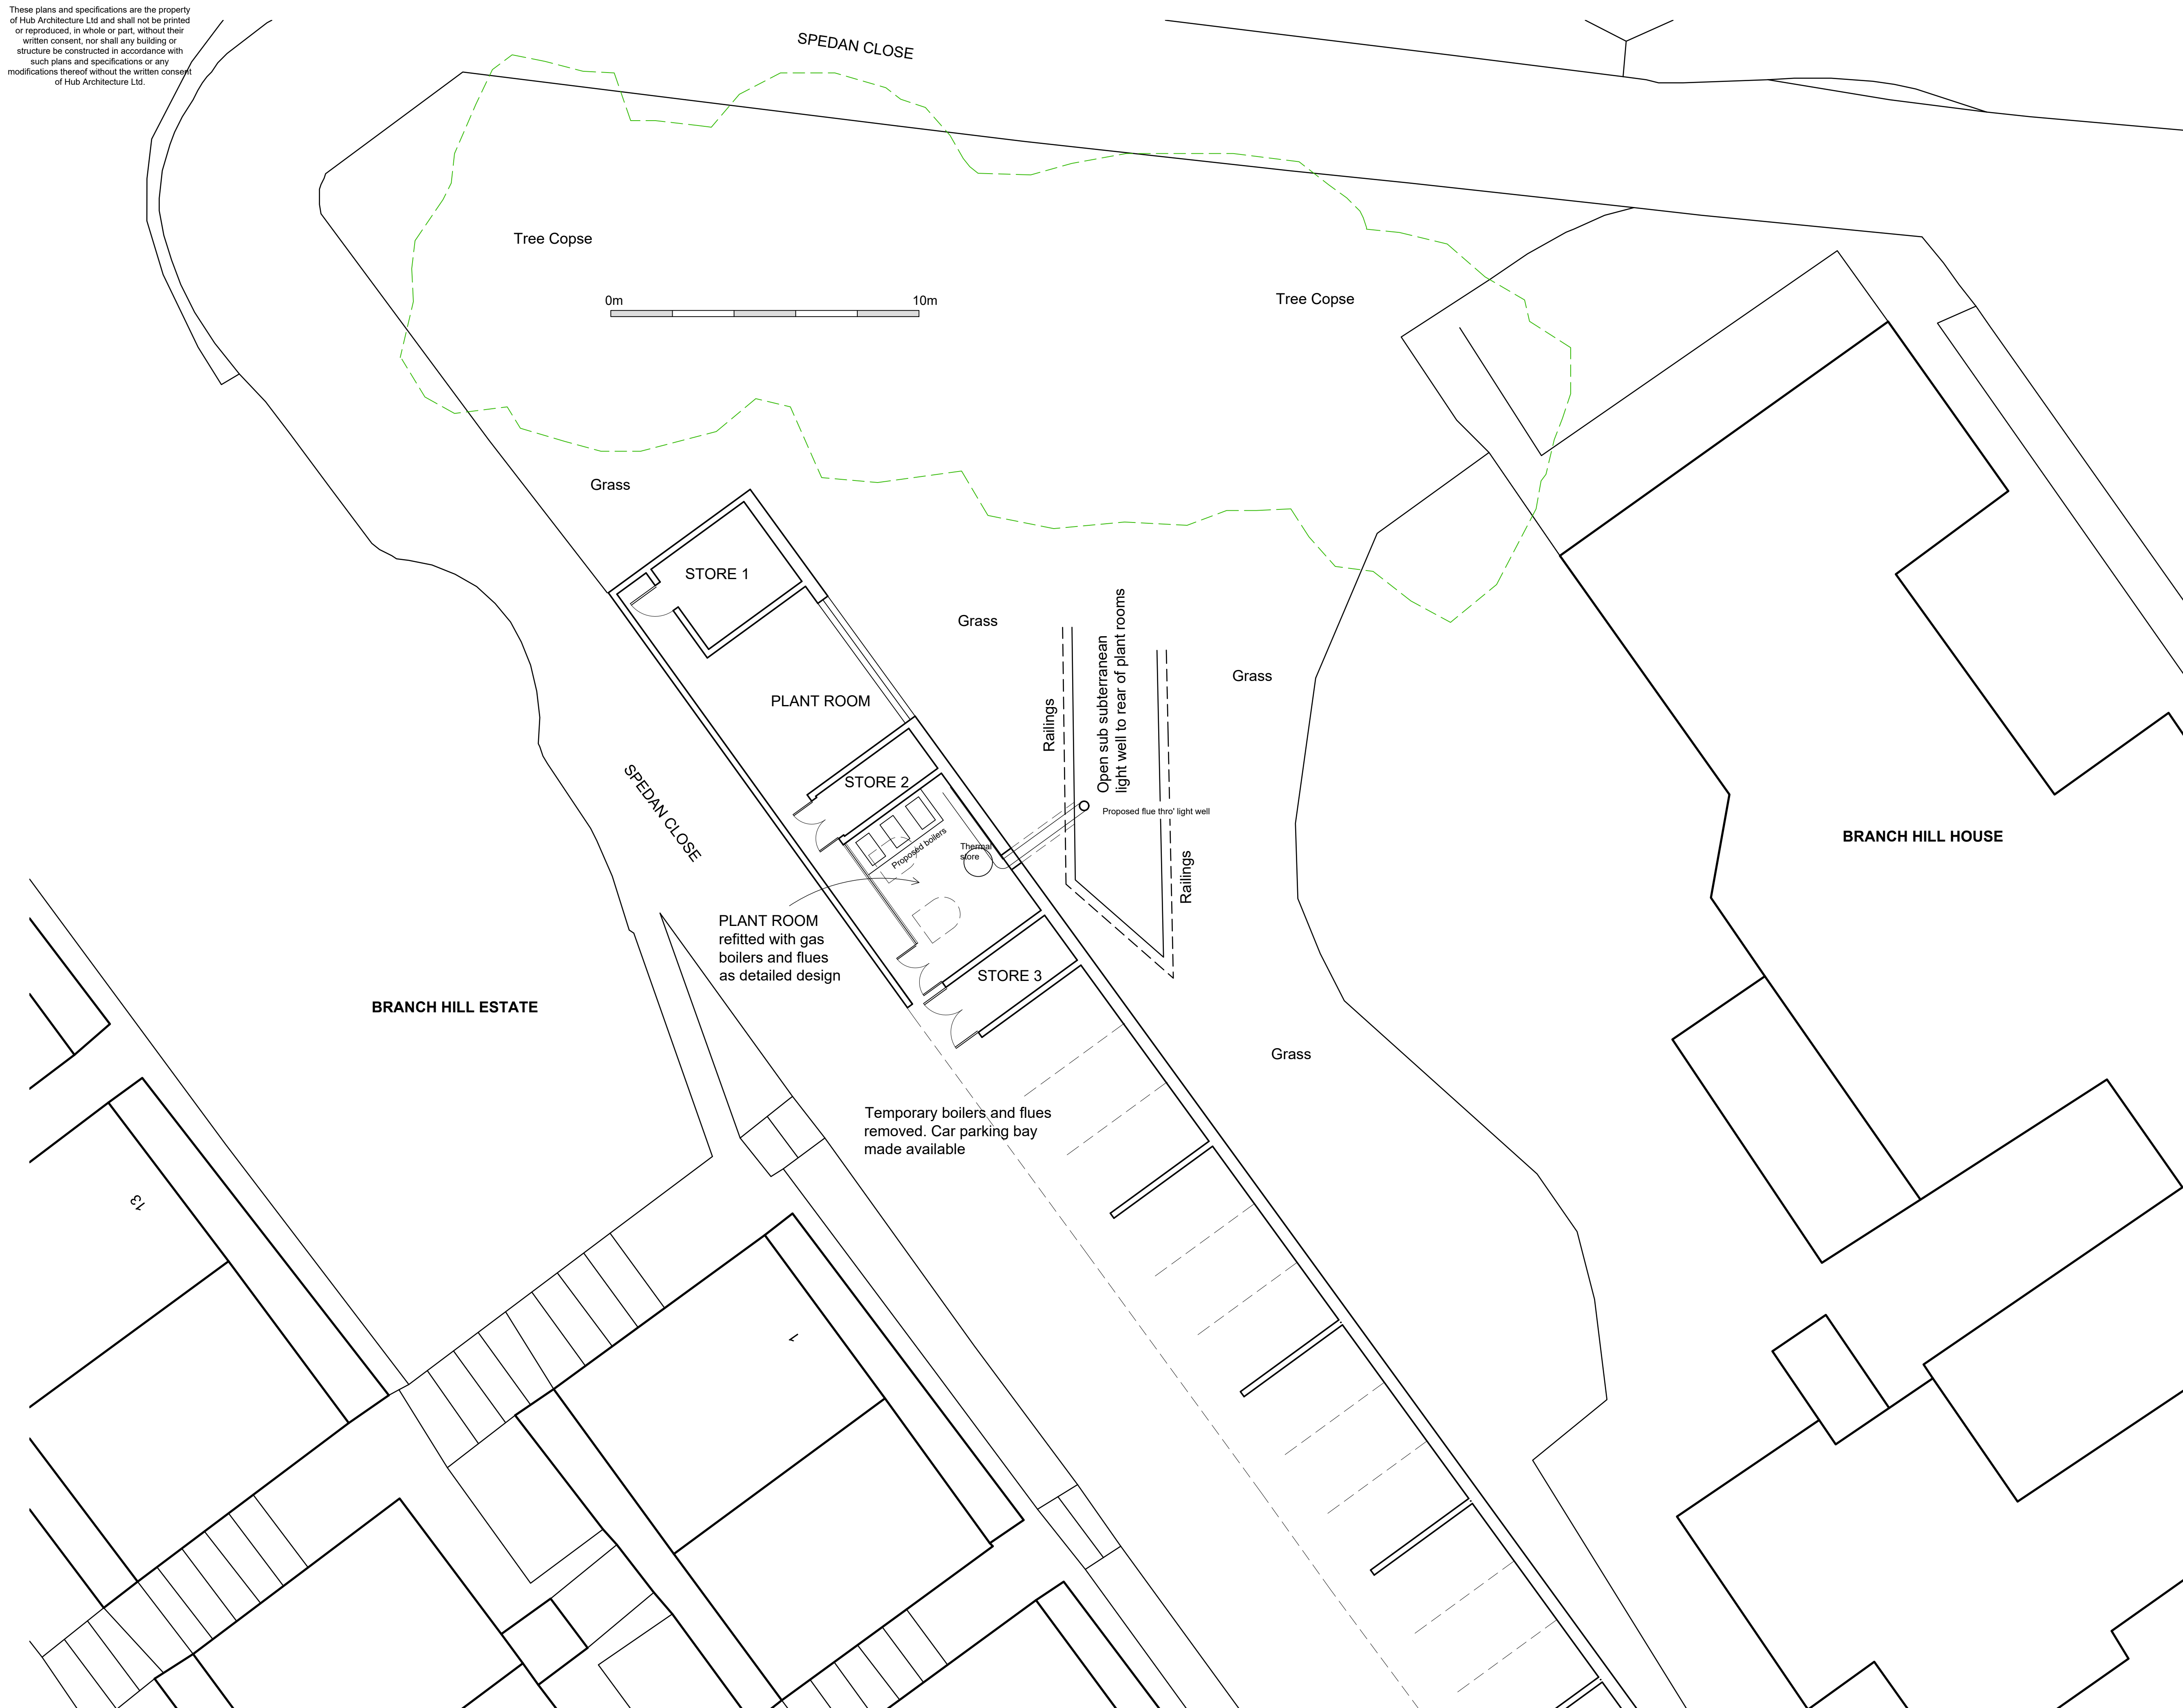 These plans and specifications are the property
of Hub Architecture Ltd and shall not be printed
or reproduced, in whole or part, without their
written consent, nor shall any building or
structure be constructed in accordance with
such plans and specifications or any
modifications thereof without the written consent
of Hub Architecture Ltd.
SPEDAN CLOSE
Tree Copse
Tree Copse
0m 10m
Grass
STORE 1
Grass
Open sub subterranean
light well to rear of plant rooms
Grass
PLANT ROOM
Railings
STORE 2
SPEDAN CLOSE
Proposed flue thro' light well
Proposed boilers
Thermal
store
Railings
BRANCH HILL HOUSE
PLANT ROOM
refitted with gas
boilers and flues
as detailed design
STORE 3
BRANCH HILL ESTATE
Grass
Temporary boilers and flues
removed. Car parking bay
made available
13
1